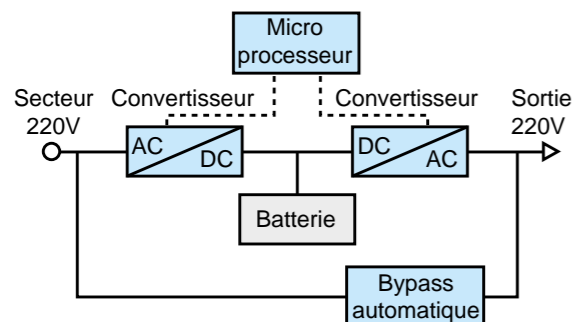 Micro
processeur
Secteur
220V
Convertisseur
Convertisseur
Sortie
220V
AC
DC
DC
AC
Batterie
Bypass
automatique